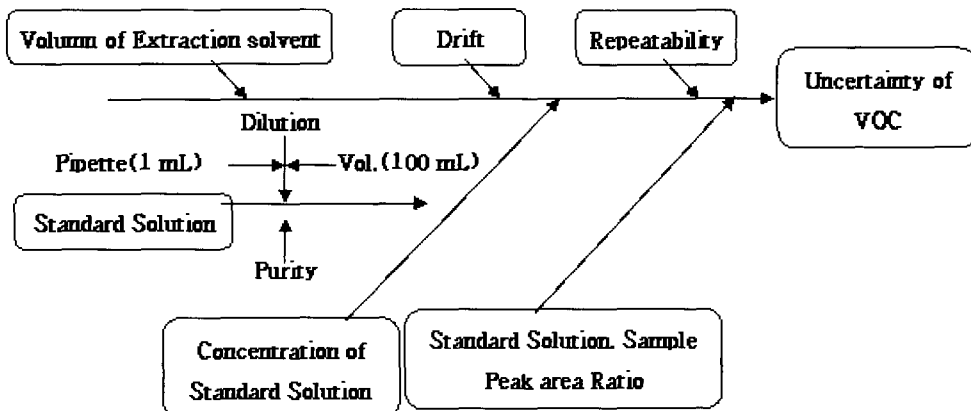 Volumn of Extraction solvent
Drift
Repeatability
Uncertainty of
VOC
Dilution
Pipette(1 mL)
Vol.(100 mL)
Standard Solution
Purity
Concentration of
Standard Solution
Standard Solution. Sample
Peak area Ratio